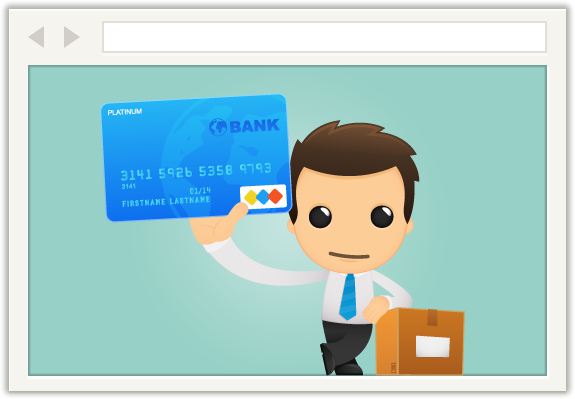 PLATINUM
BANK
3141 5926 5358 9793
3141
01/14
FIRSTNAME LASTNAME